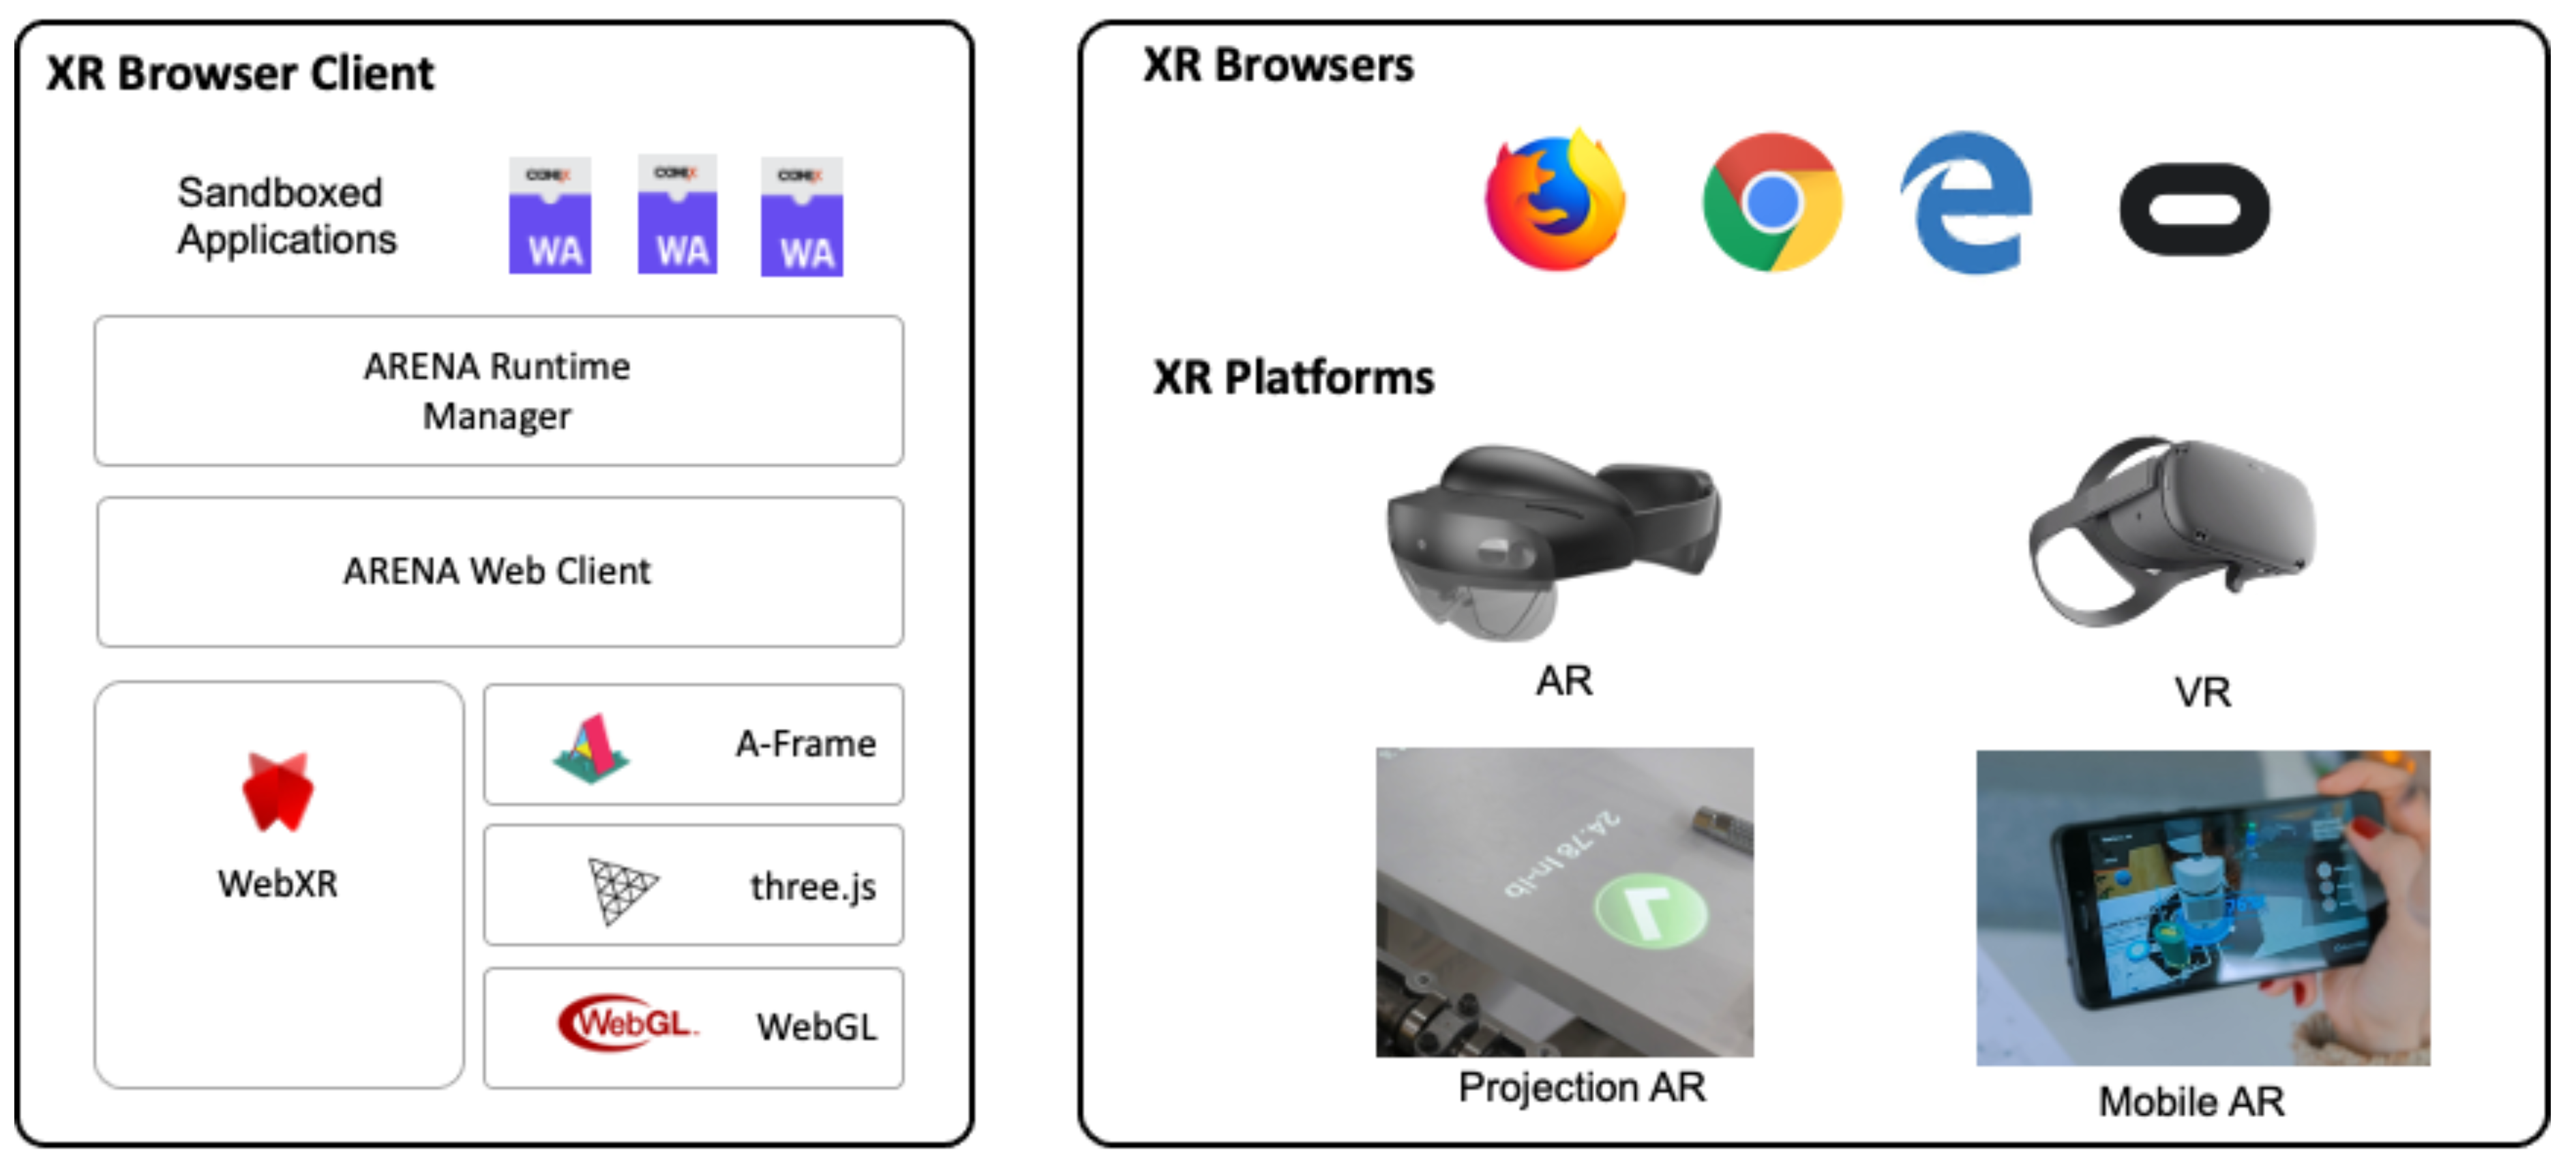 XR Browser Client
Sandboxed
Applications
CONIX
WA
CONIX
WA
CONIX
WA
ARENA Runtime
Manager
ARENA Web Client
WebXR
A-Frame
three.js
WebGL™
WebGL
XR Browsers
XR Platforms
AR
VR
24.78 In-lb
Projection AR
Mobile AR